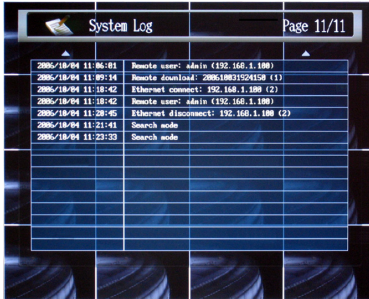 System Log Page 11/11
2006/10/04 11:06:01 Remote user: admin (192.168.1.100)
2006/10/04 11:09:14 Remote download: 200610031924150 (1)
2006/10/04 11:18:42 Ethernet connect: 192.168.1.100 (2)
2006/10/04 11:18:42 Remote user: admin (192.168.1.100)
2006/10/04 11:20:45 Ethernet disconnect: 192.168.1.100 (2)
2006/10/04 11:21:41 Search mode
2006/10/04 11:23:33 Search mode